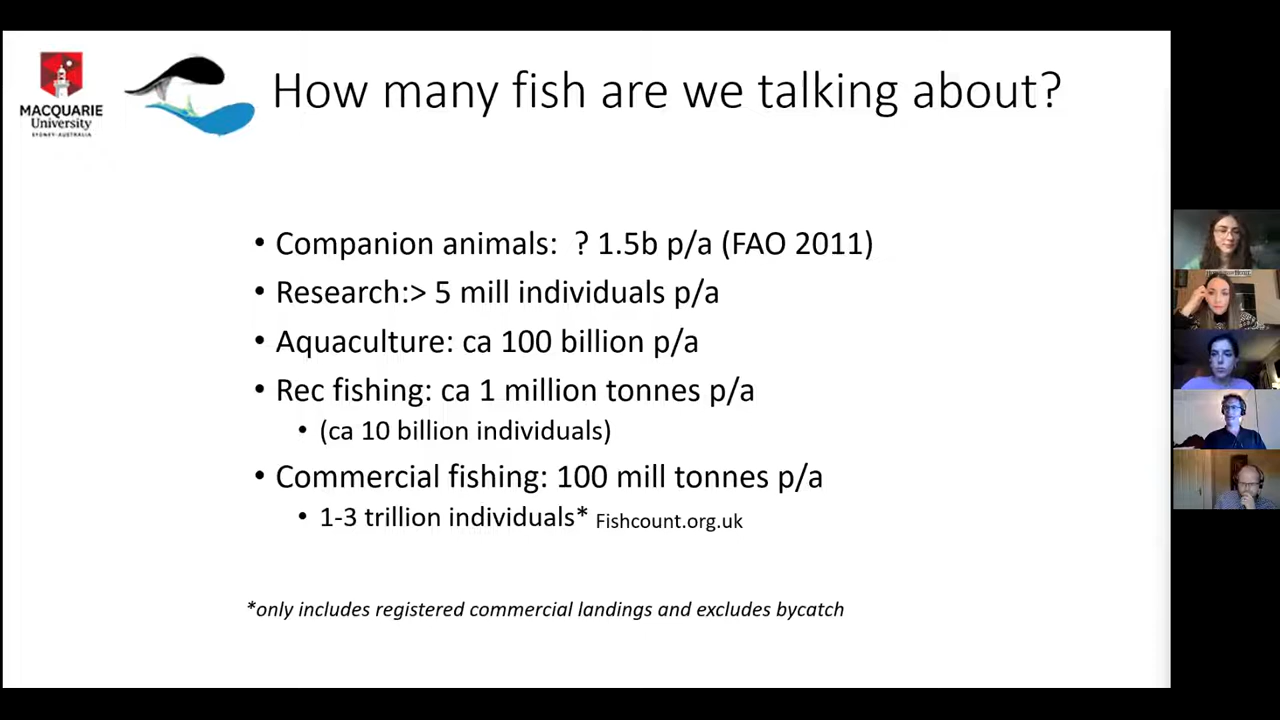 MACQUARIE
University
SYDNEY·AUSTRALIA
How many fish are we talking about?
• Companion animals:  ? 1.5b p/a (FAO 2011)
• Research:> 5 mill individuals p/a
• Aquaculture: ca 100 billion p/a
• Rec fishing: ca 1 million tonnes p/a
• (ca 10 billion individuals)
• Commercial fishing: 100 mill tonnes p/a
• 1-3 trillion individuals* Fishcount.org.uk
*only includes registered commercial landings and excludes bycatch